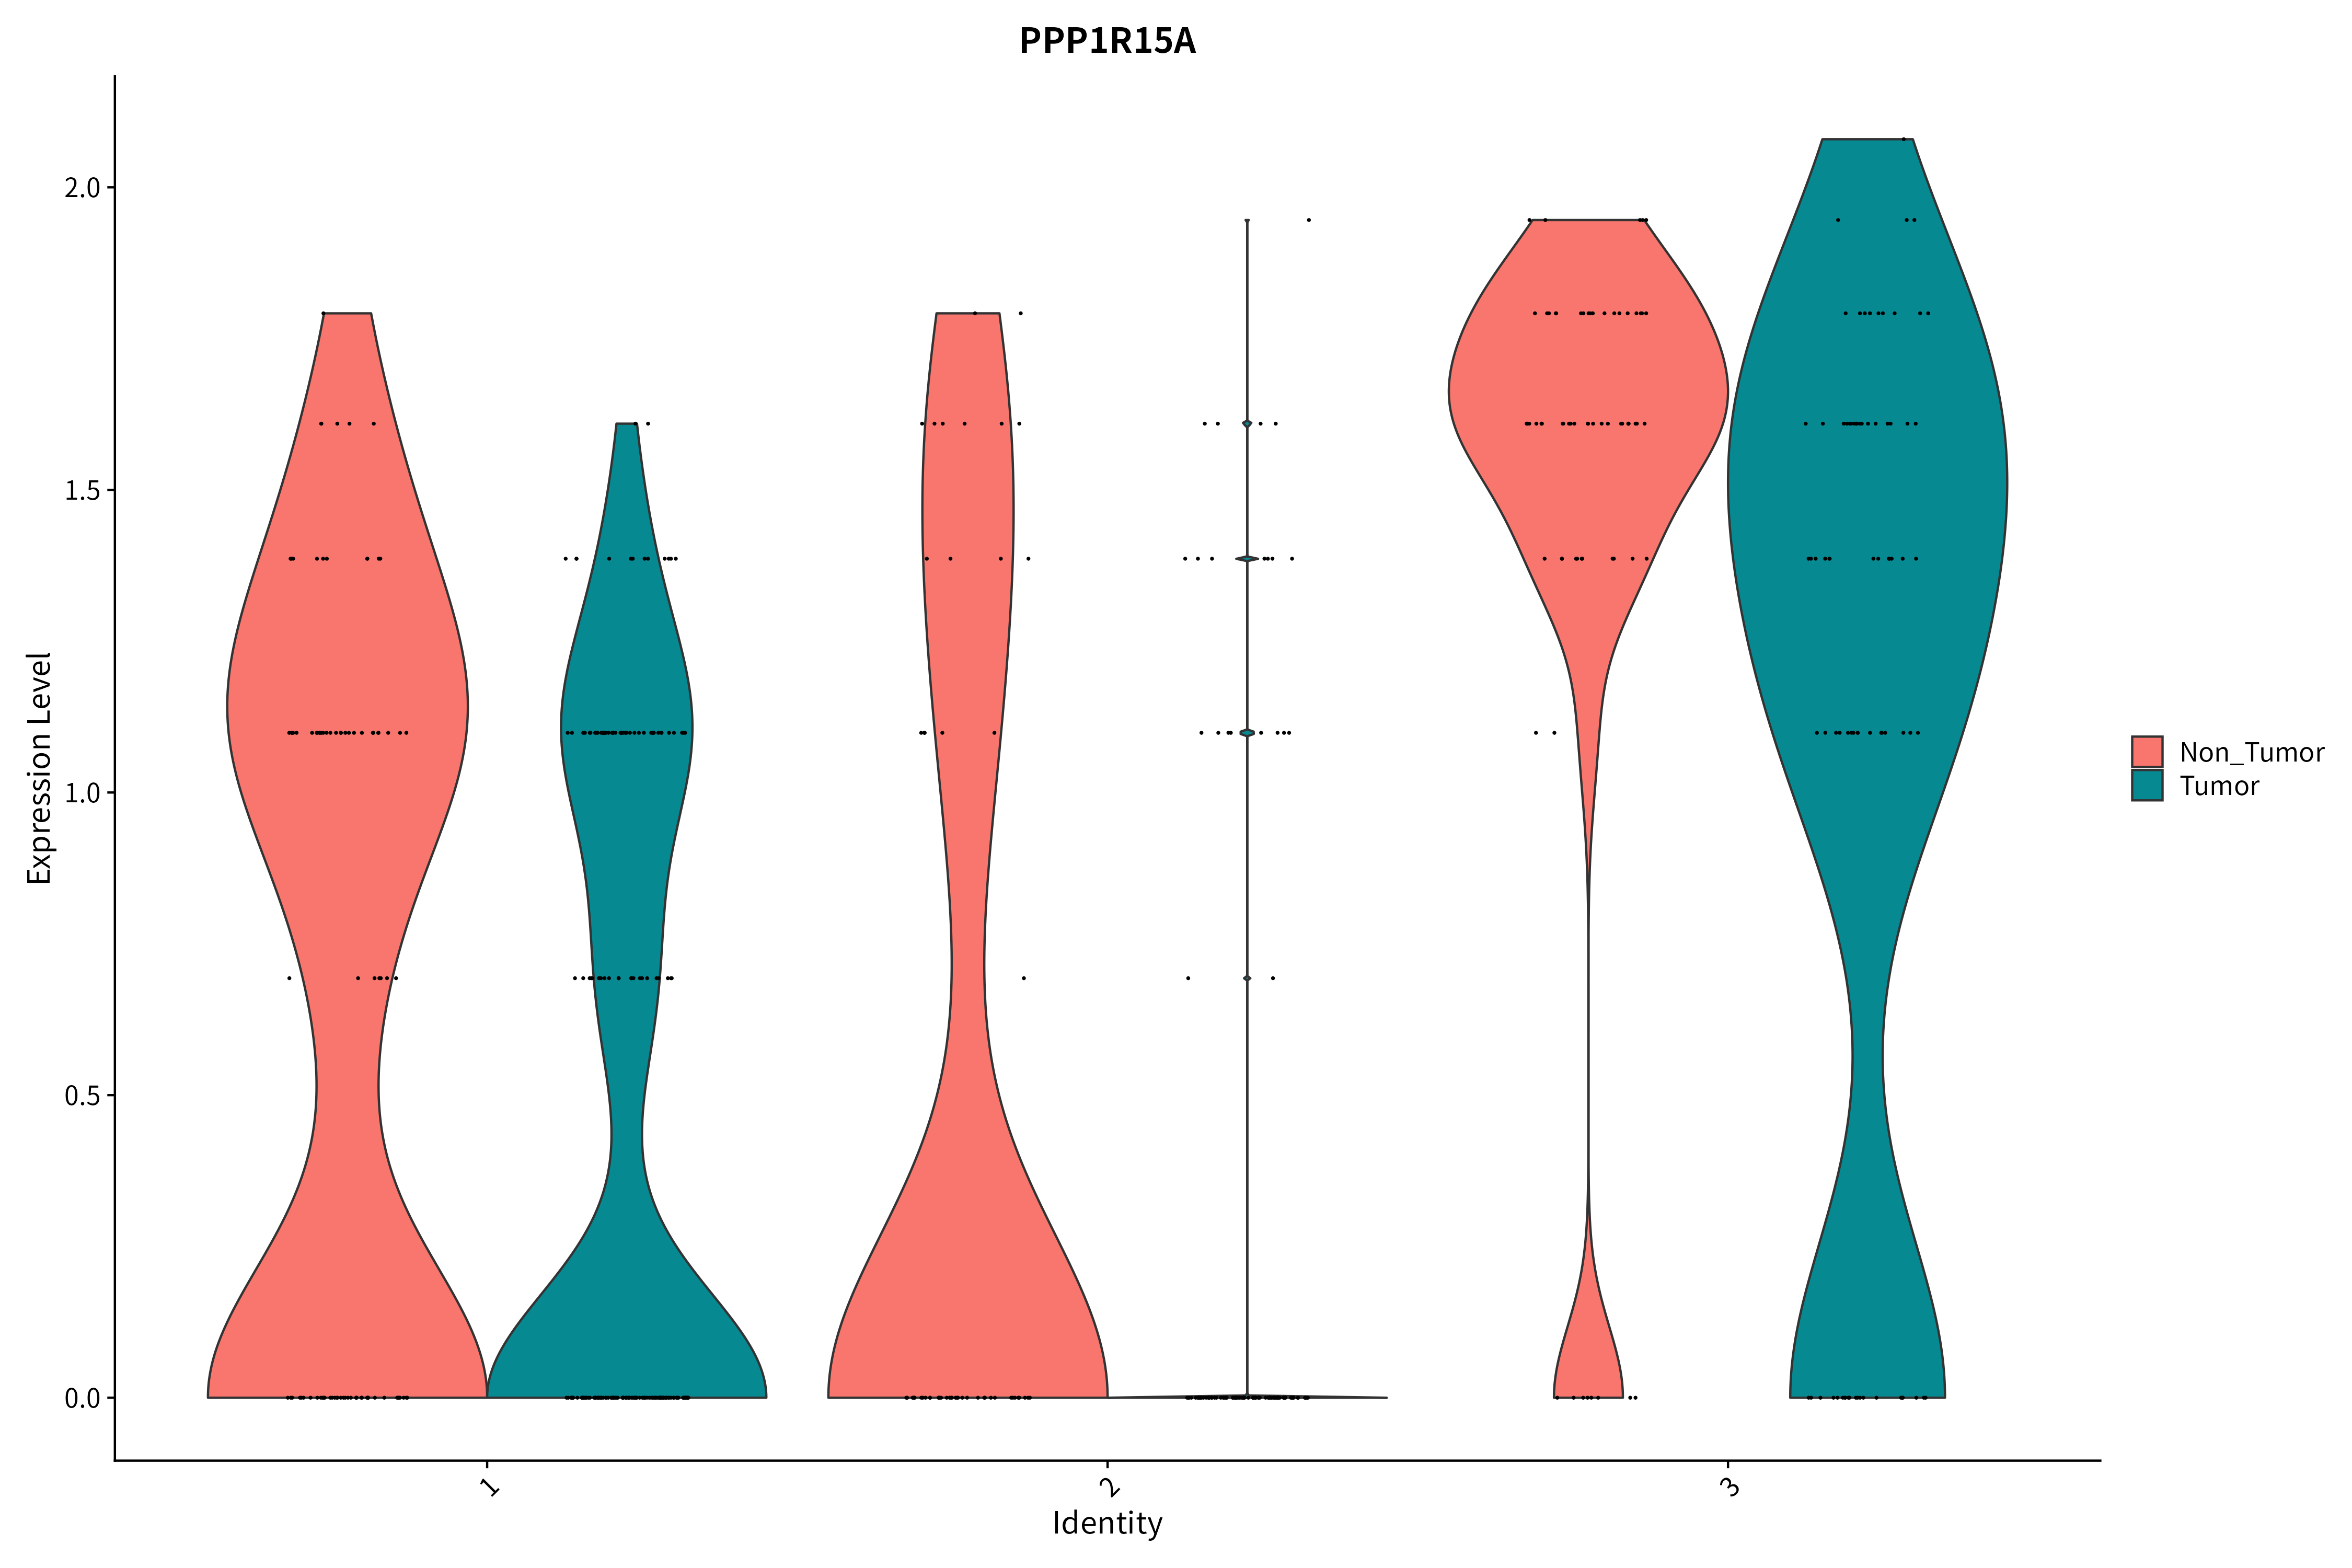 PPP1R15A
Expression Level
2.0
1.5
1.0
0.5
0.0
1
2
3
Identity
Non_Tumor
Tumor